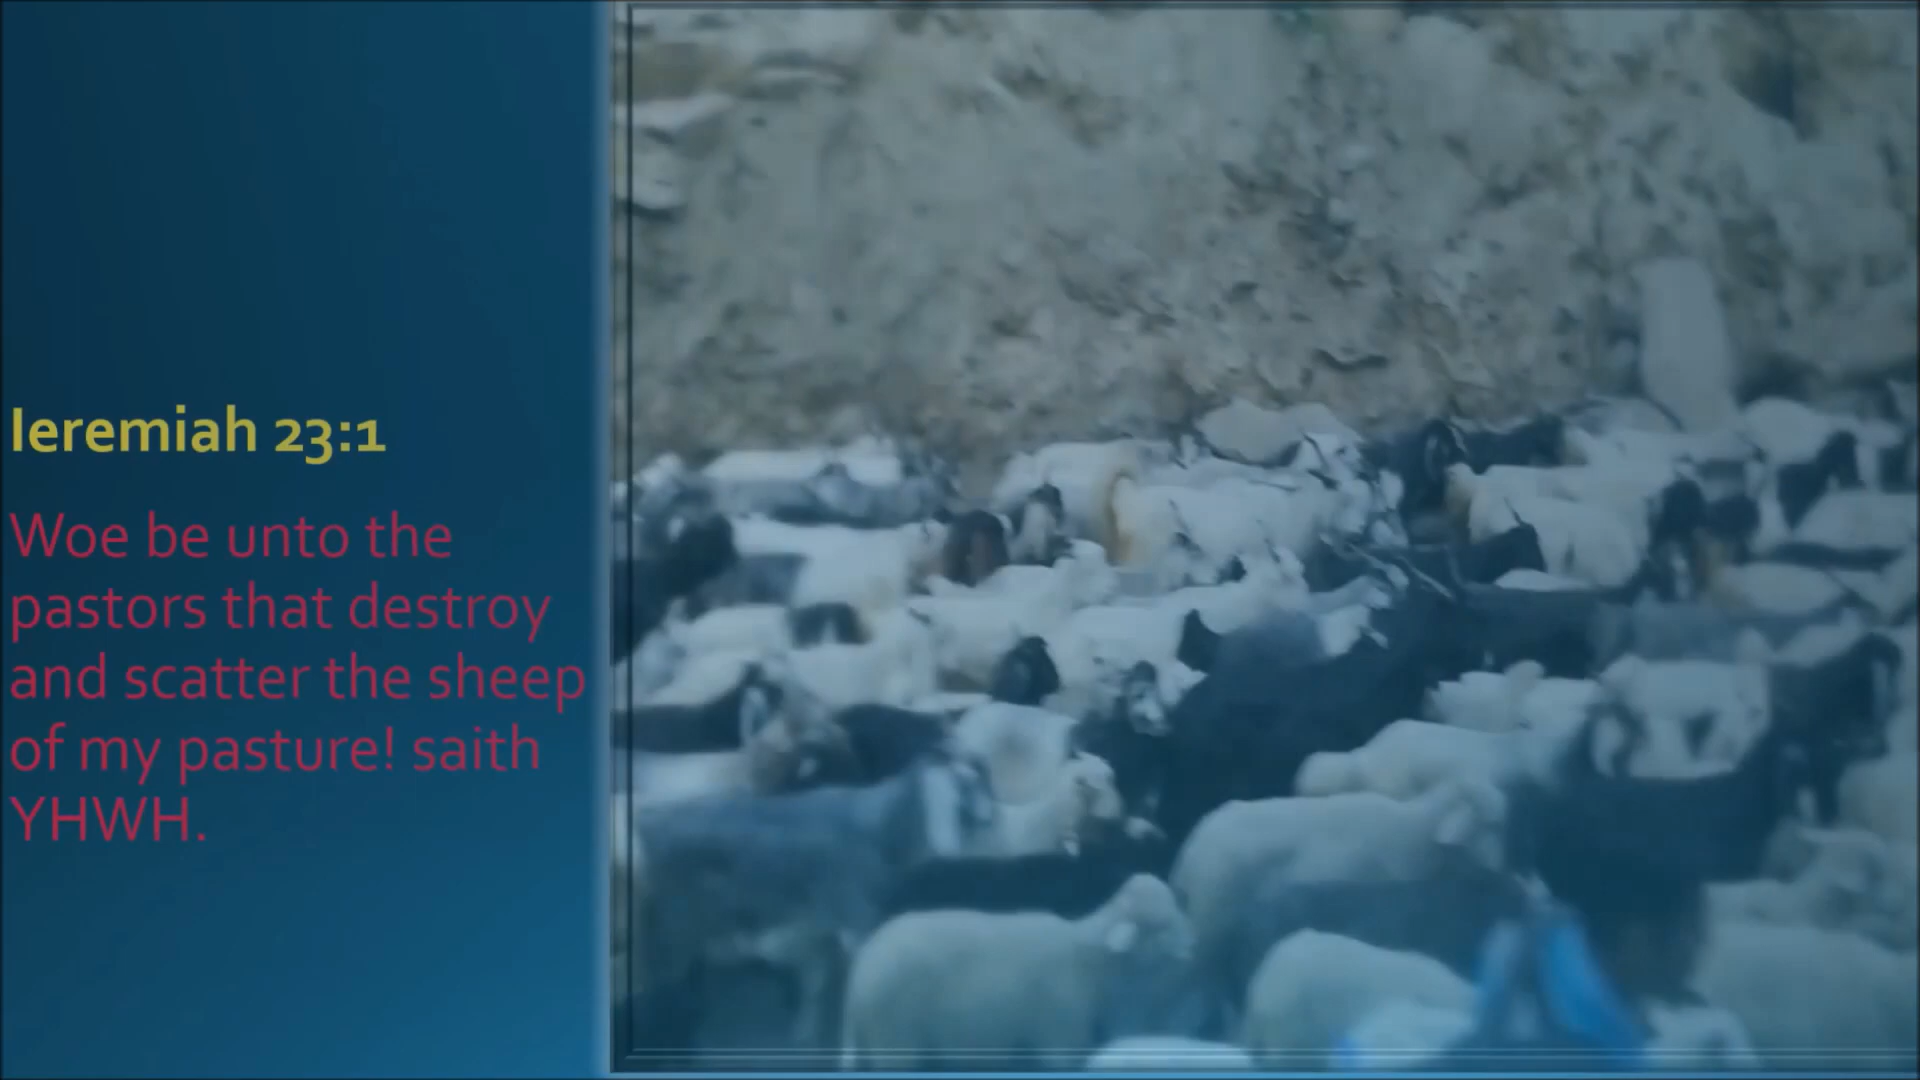 Ieremiah 23:1
Woe be unto the
pastors that destroy
and scatter the sheep
of my pasture! saith
YHWH.